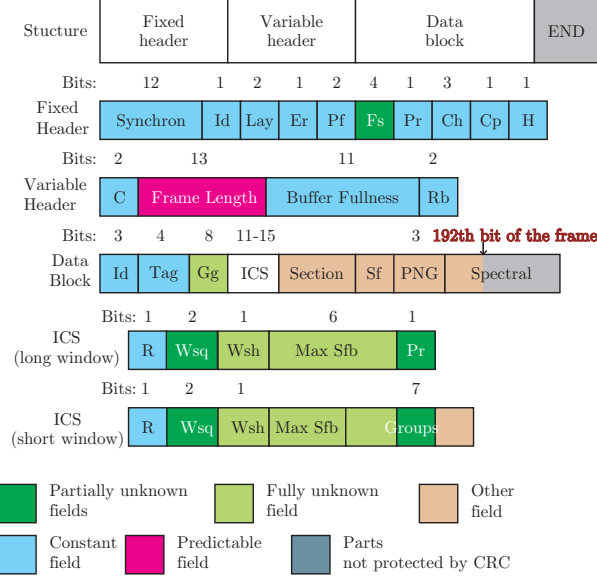 Stucture Fixed header Variable header Data block END
Bits: 12 1 2 1 2 4 1 3 1 1
Fixed Header Synchron Id Lay Er Pf Fs Pr Ch Cp H
Bits: 2 13 11 2
Variable Header C Frame Length Buffer Fullness Rb
Bits: 3 4 8 11-15 3 192th bit of the frame
Data Block Id Tag Gg ICS Section Sf PNG Spectral
Bits: 1 2 1 6 1
ICS (long window) R Wsq Wsh Max Sfb Pr
Bits: 1 2 1 7
ICS (short window) R Wsq Wsh Max Sfb Groups
Partially unknown fields
Fully unknown field
Other field
Constant field
Predictable field
Parts not protected by CRC